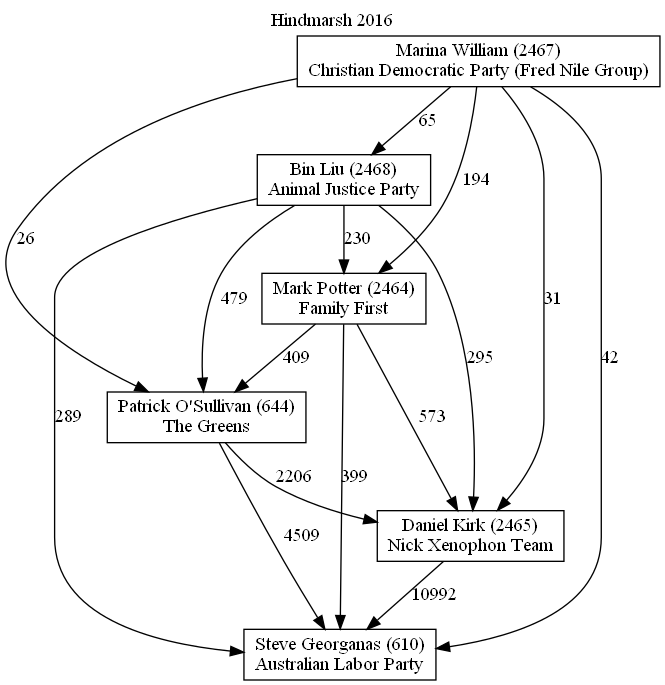 Hindmarsh 2016
Marina William (2467)
Christian Democratic Party (Fred Nile Group)
65
Bin Liu (2468)
Animal Justice Party
194
26
230
479
Mark Potter (2464)
Family First
31
409
295
42
Patrick O'Sullivan (644)
The Greens
289
573
2206
399
4509
Daniel Kirk (2465)
Nick Xenophon Team
10992
Steve Georganas (610)
Australian Labor Party